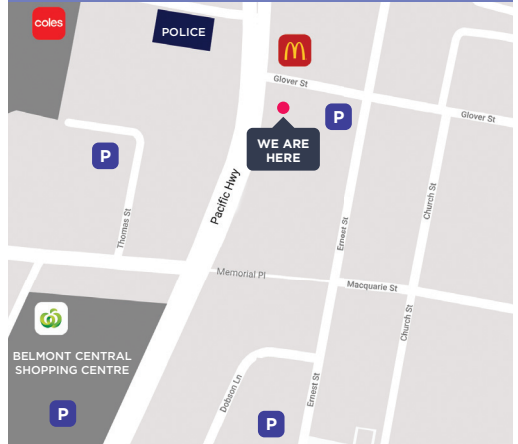 coles
POLICE
Glover St
P
Glover St
WE ARE
HERE
P
Pacific Hwy
Thomas St
Church St
Ernest St
Memorial Pl
Macquarie St
BELMONT CENTRAL
SHOPPING CENTRE
Church St
Dobson Ln
Ernest St
P
P